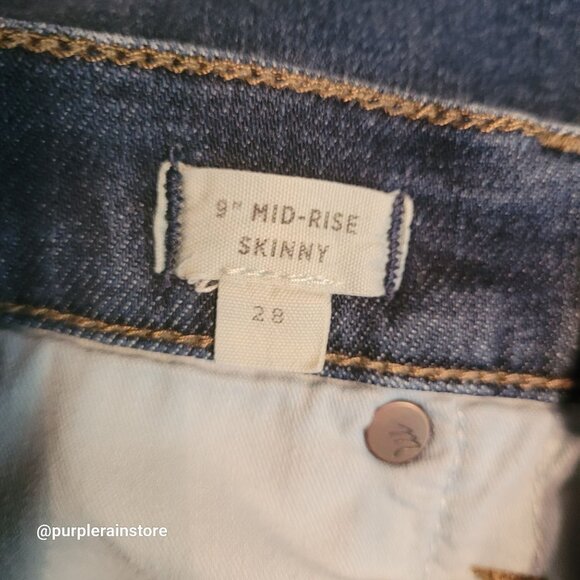 9" MID-RISE
SKINNY
28
@purplerainstore